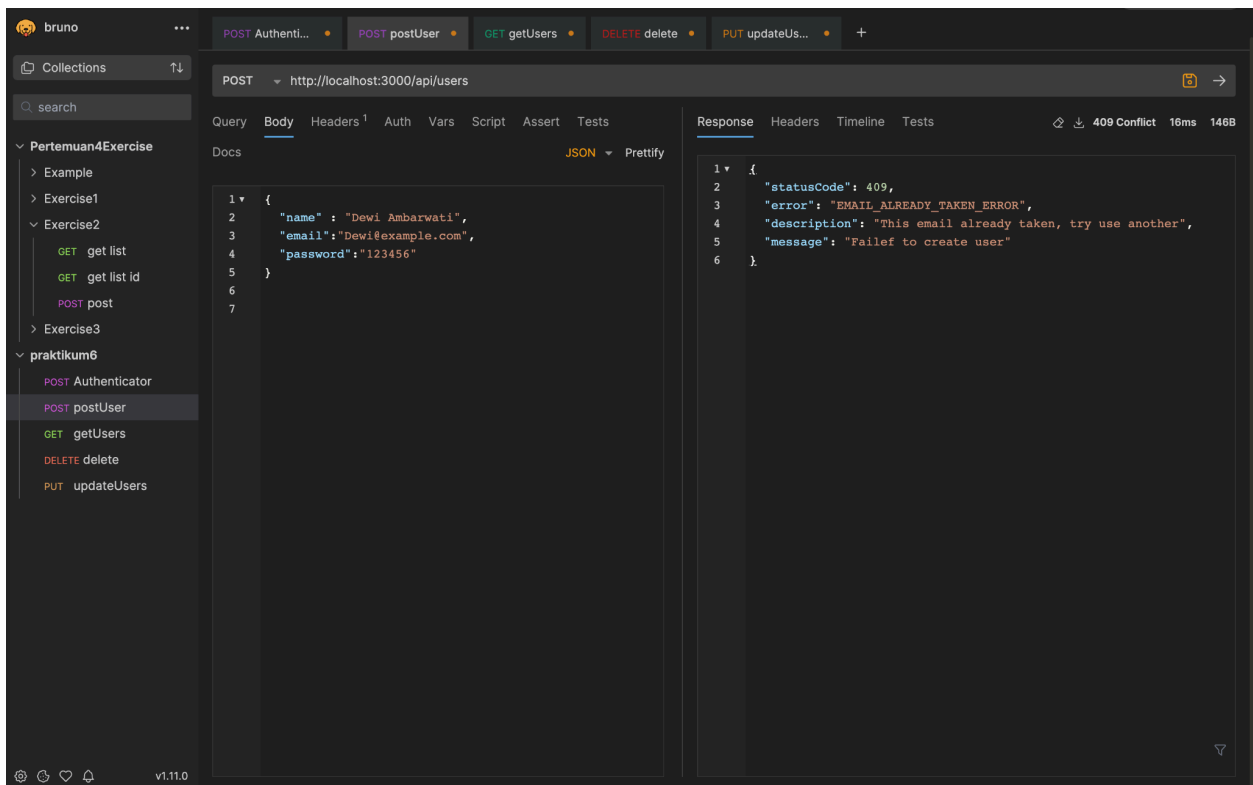 bruno
Collections
search
Pertemuan4Exercise
Example
Exercise1
Exercise2
GET get list
GET get list id
POST post
Exercise3
praktikum6
POST Authenticator
POST postUser
GET getUsers
DELETE delete
PUT updateUsers
v1.11.0
POST Authenti...
POST postUser
GET getUsers
DELETE delete
PUT updateUs...
+
POST http://localhost:3000/api/users
Query Body Headers 1 Auth Vars Script Assert Tests
Docs JSON Prettify
1 {
2 "name" : "Dewi Ambarwati",
3 "email":"Dewi@example.com",
4 "password":"123456"
5 }
6
7
Response Headers Timeline Tests 409 Conflict 16ms 146B
1 {
2 "statusCode": 409,
3 "error": "EMAIL_ALREADY_TAKEN_ERROR",
4 "description": "This email already taken, try use another",
5 "message": "Failef to create user"
6 }